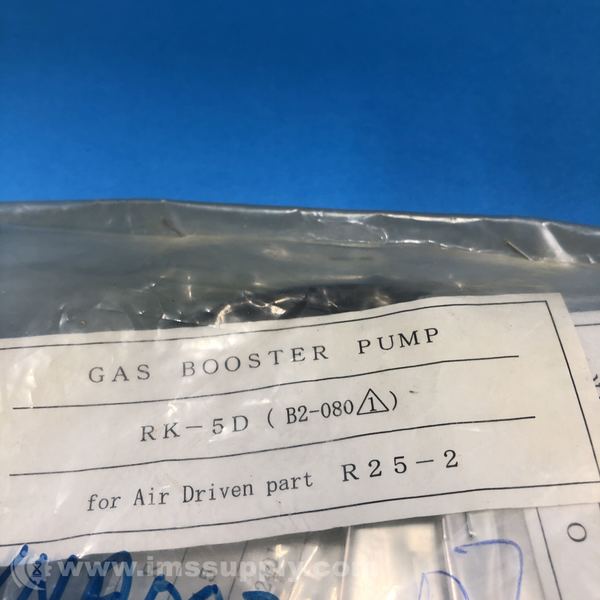 GAS BOOSTER PUMP
RK-5D (B2-080⚠1)
for Air Driven part R25-2
www.imssupply.com